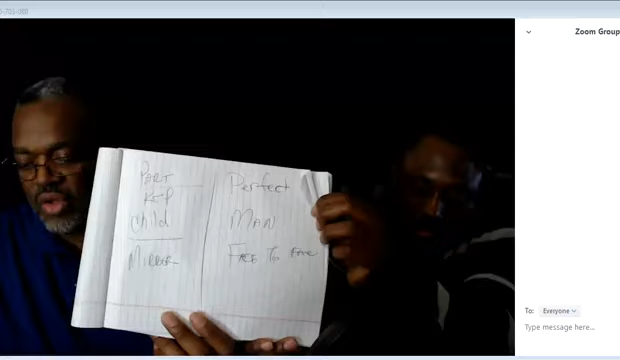 Zoom Group
Part
Perfect
Child
Man
Mirror
Face To Face
To: Everyone
Type message here...